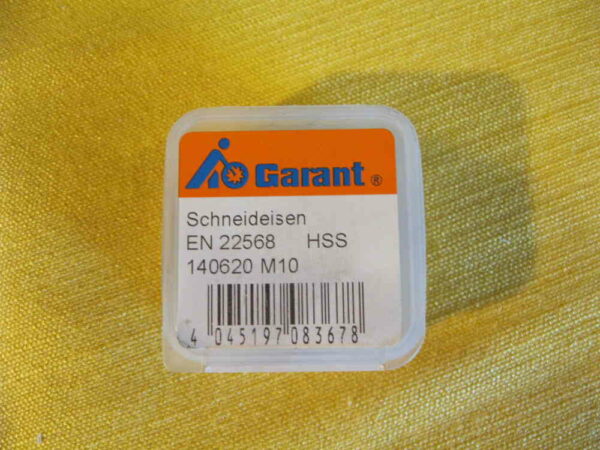 Garant ®
Schneideisen
EN 22568 HSS
140620 M10
4 045197 083678